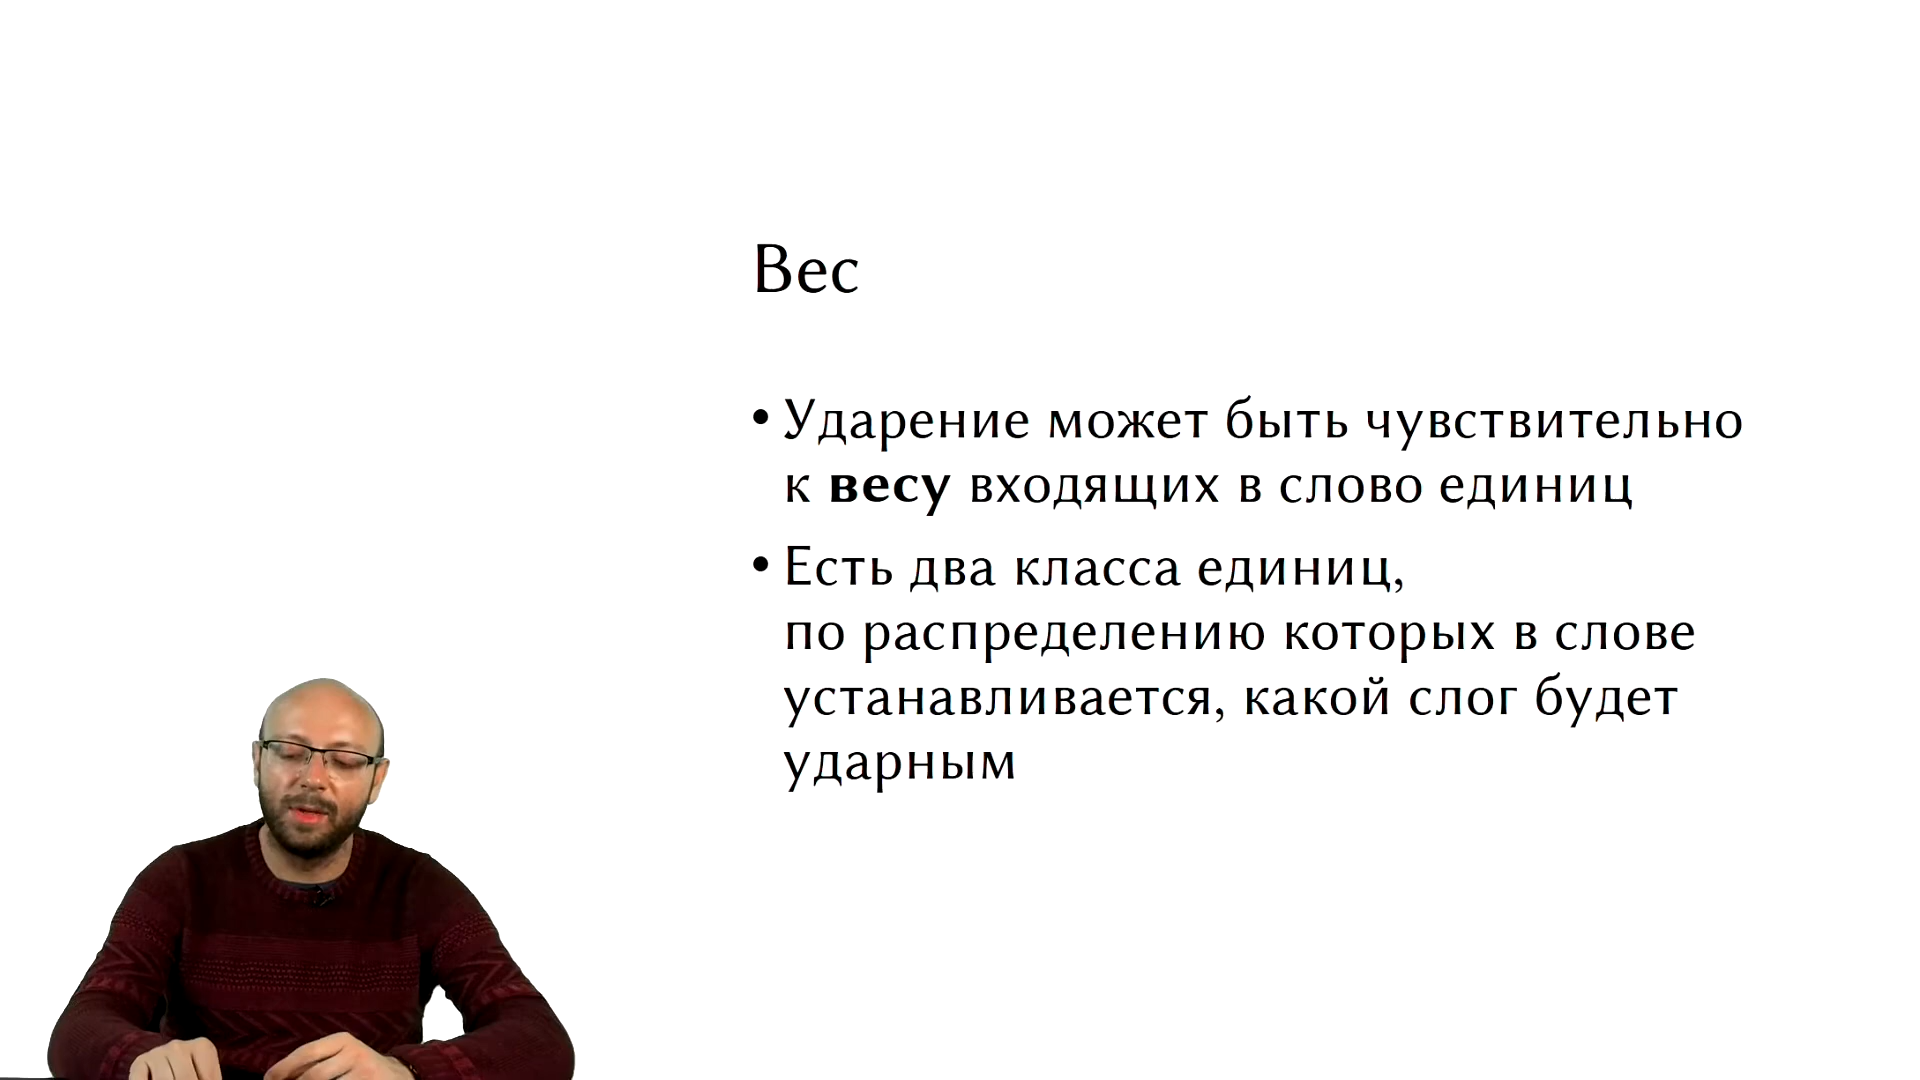 Вес
• Ударение может быть чувствительно
к весу входящих в слово единиц
• Есть два класса единиц,
по распределению которых в слове
устанавливается, какой слог будет
ударным